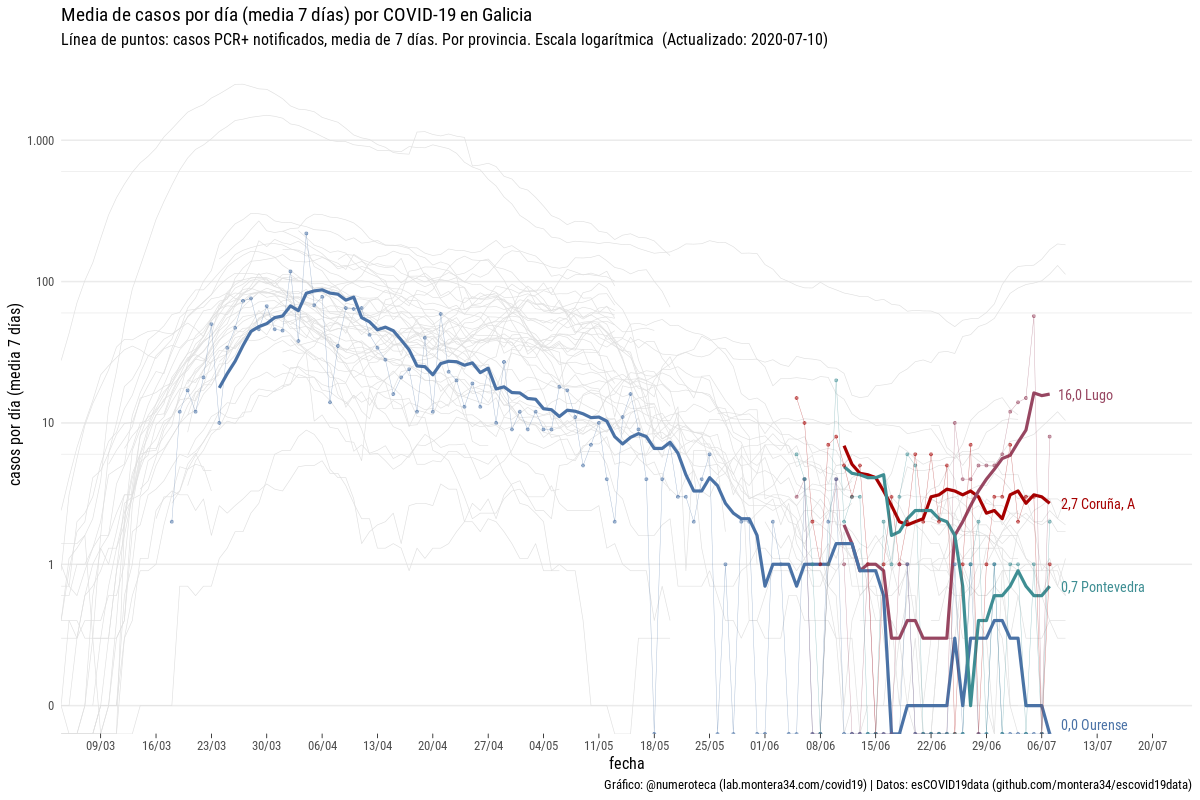 Media de casos por día (media 7 días) por COVID-19 en Galicia
Línea de puntos: casos PCR+ notificados, media de 7 días. Por provincia. Escala logarítmica (Actualizado: 2020-07-10)
casos por día (media 7 días)
1.000
100
10
1
0
16,0 Lugo
2,7 Coruña, A
0,7 Pontevedra
0,0 Ourense
09/03 16/03 23/03 30/03 06/04 13/04 20/04 27/04 04/05 11/05 18/05 25/05 01/06 08/06 15/06 22/06 29/06 06/07 13/07 20/07
fecha
Gráfico: @numeroteca (lab.montera34.com/covid19) | Datos: esCOVID19data (github.com/montera34/escovid19data)